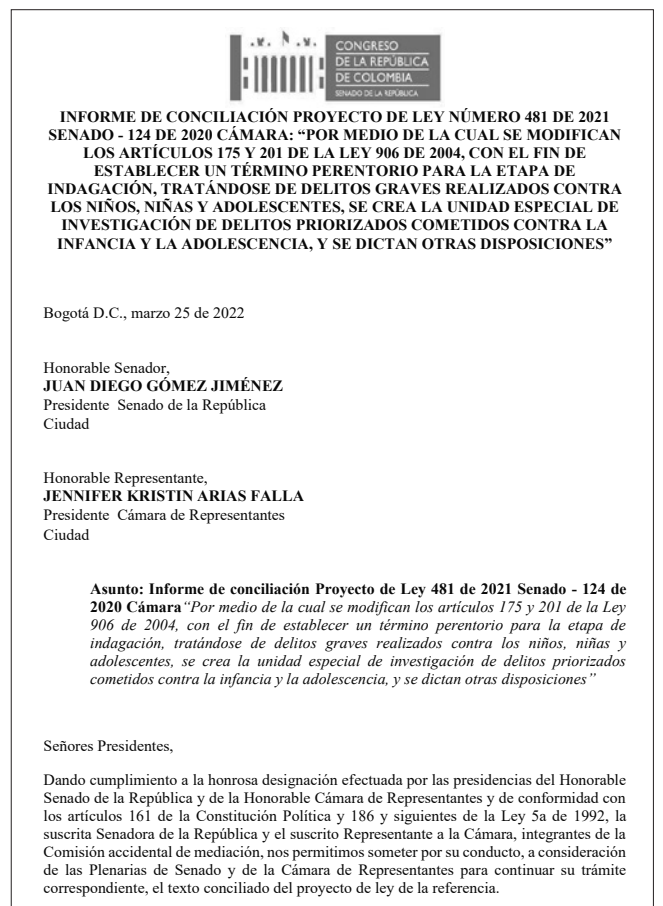 CONGRESO
DE LA REPÚBLICA
DE COLOMBIA
SENADO DE LA REPÚBLICA
INFORME DE CONCILIACIÓN PROYECTO DE LEY NÚMERO 481 DE 2021
SENADO - 124 DE 2020 CÁMARA: “POR MEDIO DE LA CUAL SE MODIFICAN
LOS ARTÍCULOS 175 Y 201 DE LA LEY 906 DE 2004, CON EL FIN DE
ESTABLECER UN TÉRMINO PERENTORIO PARA LA ETAPA DE
INDAGACIÓN, TRATÁNDOSE DE DELITOS GRAVES REALIZADOS CONTRA
LOS NIÑOS, NIÑAS Y ADOLESCENTES, SE CREA LA UNIDAD ESPECIAL DE
INVESTIGACIÓN DE DELITOS PRIORIZADOS COMETIDOS CONTRA LA
INFANCIA Y LA ADOLESCENCIA, Y SE DICTAN OTRAS DISPOSICIONES”
Bogotá D.C., marzo 25 de 2022
Honorable Senador,
JUAN DIEGO GÓMEZ JIMÉNEZ
Presidente Senado de la República
Ciudad
Honorable Representante,
JENNIFER KRISTIN ARIAS FALLA
Presidente Cámara de Representantes
Ciudad
Asunto: Informe de conciliación Proyecto de Ley 481 de 2021 Senado - 124 de
2020 Cámara“Por medio de la cual se modifican los artículos 175 y 201 de la Ley
906 de 2004, con el fin de establecer un término perentorio para la etapa de
indagación, tratándose de delitos graves realizados contra los niños, niñas y
adolescentes, se crea la unidad especial de investigación de delitos priorizados
cometidos contra la infancia y la adolescencia, y se dictan otras disposiciones”
Señores Presidentes,
Dando cumplimiento a la honrosa designación efectuada por las presidencias del Honorable
Senado de la República y de la Honorable Cámara de Representantes y de conformidad con
los artículos 161 de la Constitución Política y 186 y siguientes de la Ley 5a de 1992, la
suscrita Senadora de la República y el suscrito Representante a la Cámara, integrantes de la
Comisión accidental de mediación, nos permitimos someter por su conducto, a consideración
de las Plenarias de Senado y de la Cámara de Representantes para continuar su trámite
correspondiente, el texto conciliado del proyecto de ley de la referencia.